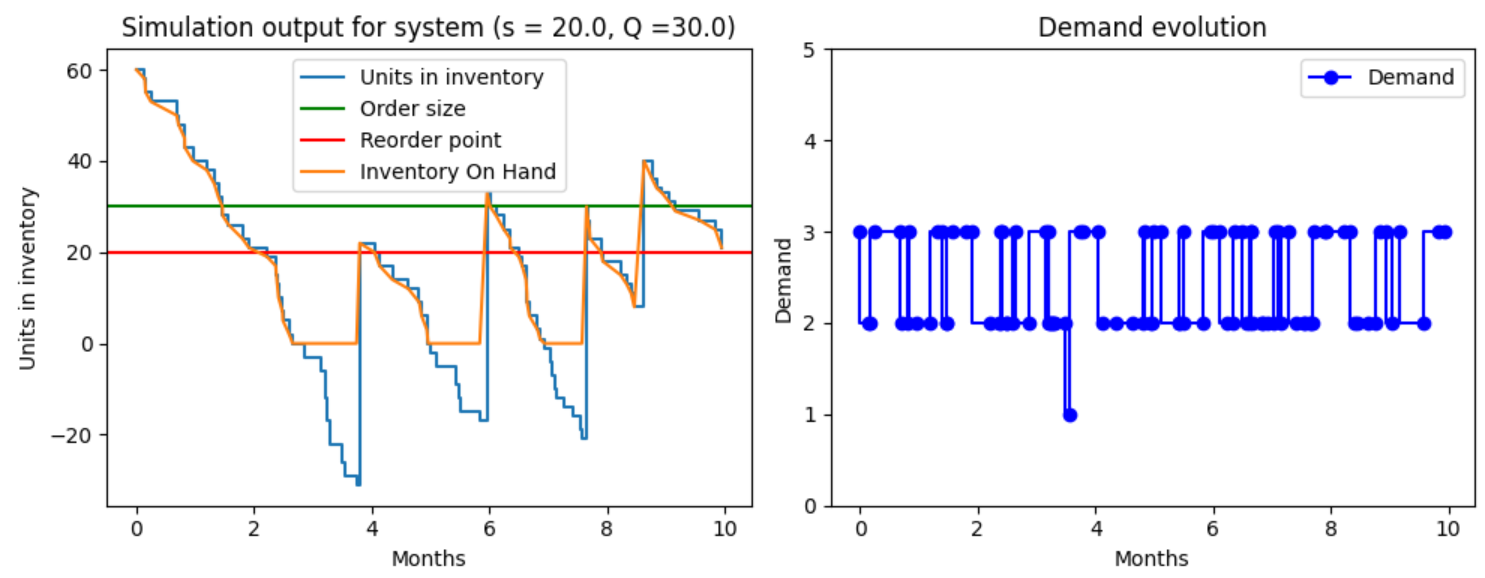 Simulation output for system (s = 20.0, Q =30.0)
Units in inventory
Order size
Reorder point
Inventory On Hand
60
40
20
0
−20
Units in inventory
0
2
4
6
8
10
Months
Demand evolution
Demand
5
4
3
2
1
0
Demand
0
2
4
6
8
10
Months